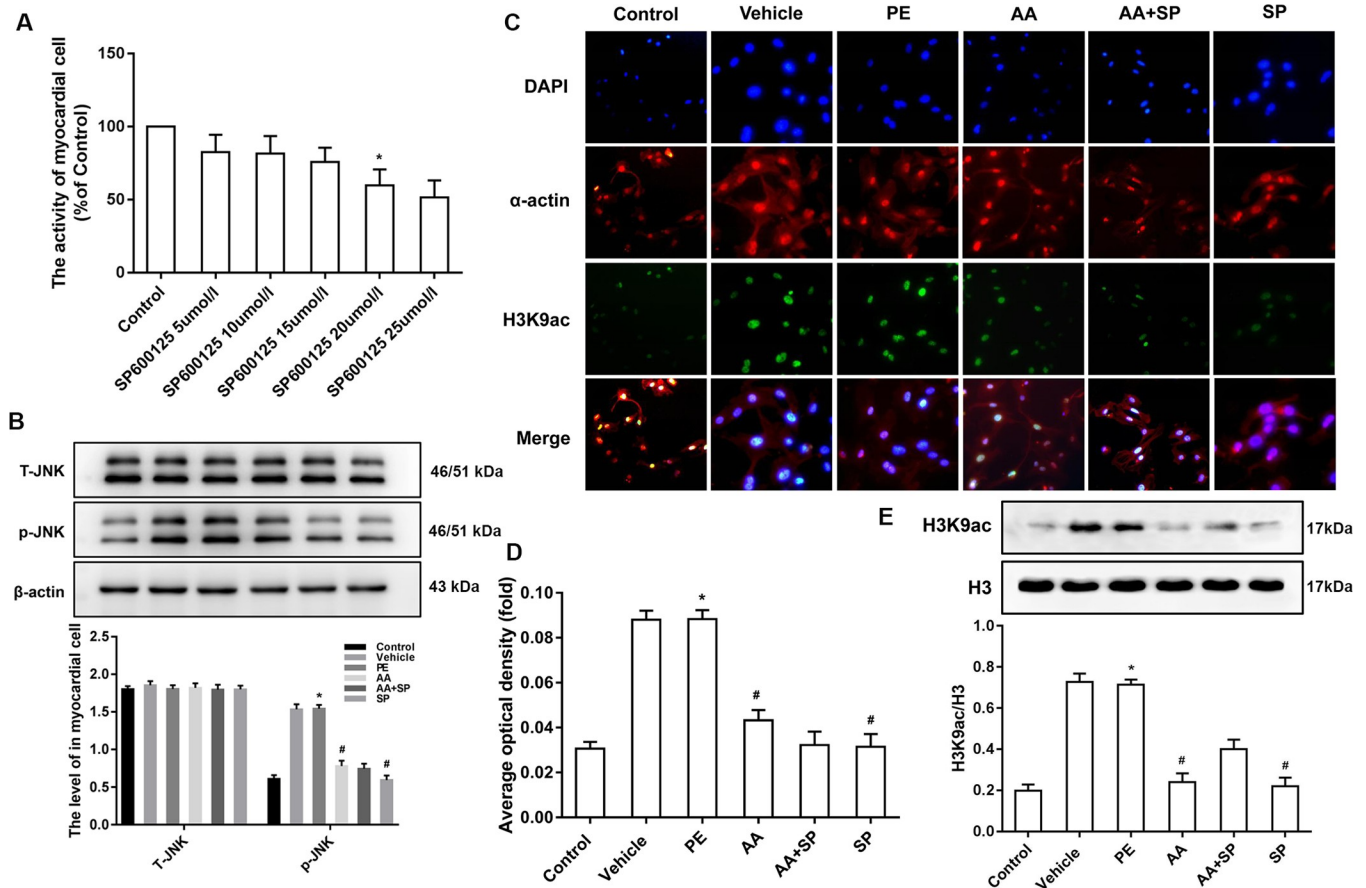 A
The activity of myocardial cell
(%of Control)
150
100
50
0
*
Control
SP600125 5umol/l
SP600125 10umol/l
SP600125 15umol/l
SP600125 20umol/l
SP600125 25umol/l
B
T-JNK
46/51 kDa
p-JNK
46/51 kDa
β-actin
43 kDa
The level of in myocardial cell
2.5
2.0
1.5
1.0
0.5
0.0
Control
Vehicle
PE
AA
AA+SP
SP
*
#
#
T-JNK
p-JNK
C
Control Vehicle PE AA AA+SP SP
DAPI
α-actin
H3K9ac
Merge
D
Average optical density (fold)
0.10
0.08
0.06
0.04
0.02
0.00
*
#
#
Control
Vehicle
PE
AA
AA+SP
SP
E
H3K9ac
17kDa
H3
17kDa
H3K9ac/H3
1.0
0.8
0.6
0.4
0.2
0.0
*
#
#
Control
Vehicle
PE
AA
AA+SP
SP